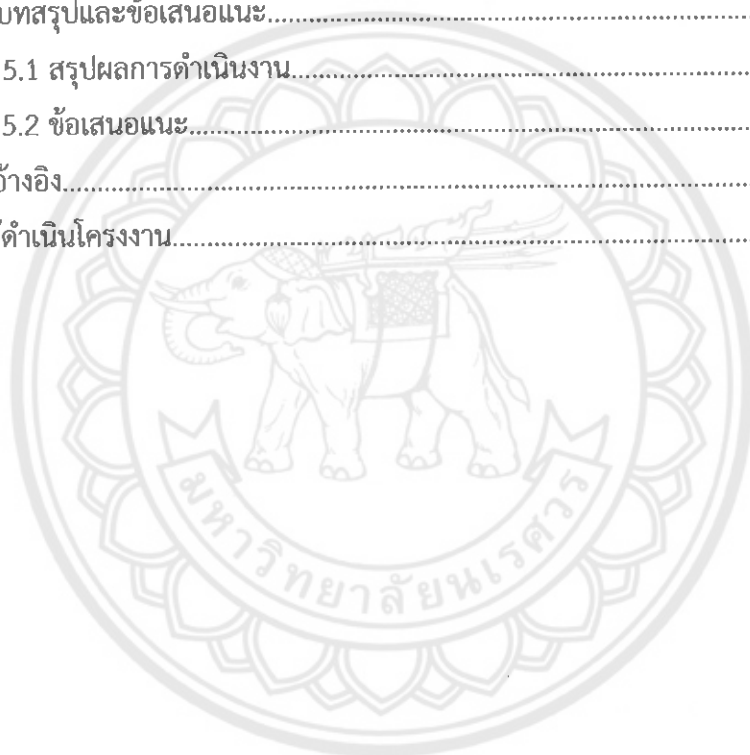 บทสรุปและข้อเสนอแนะ................................................................
5.1 สรุปผลการดำเนินงาน................................................................
5.2 ข้อเสนอแนะ................................................................
อ้างอิง................................................................
ดำเนินโครงงาน................................................................
มหาวิทยาลัยนเรศวร